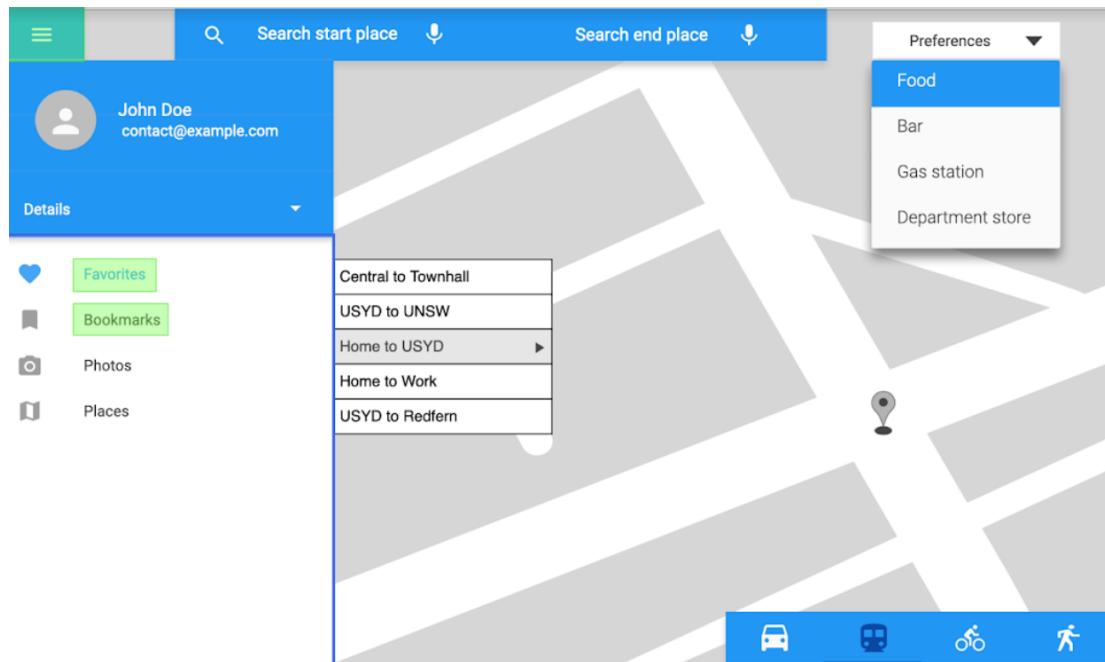 Search start place
Search end place
Preferences
Food
Bar
Gas station
Department store
John Doe
contact@example.com
Details
Favorites
Bookmarks
Photos
Places
Central to Townhall
USYD to UNSW
Home to USYD
Home to Work
USYD to Redfern